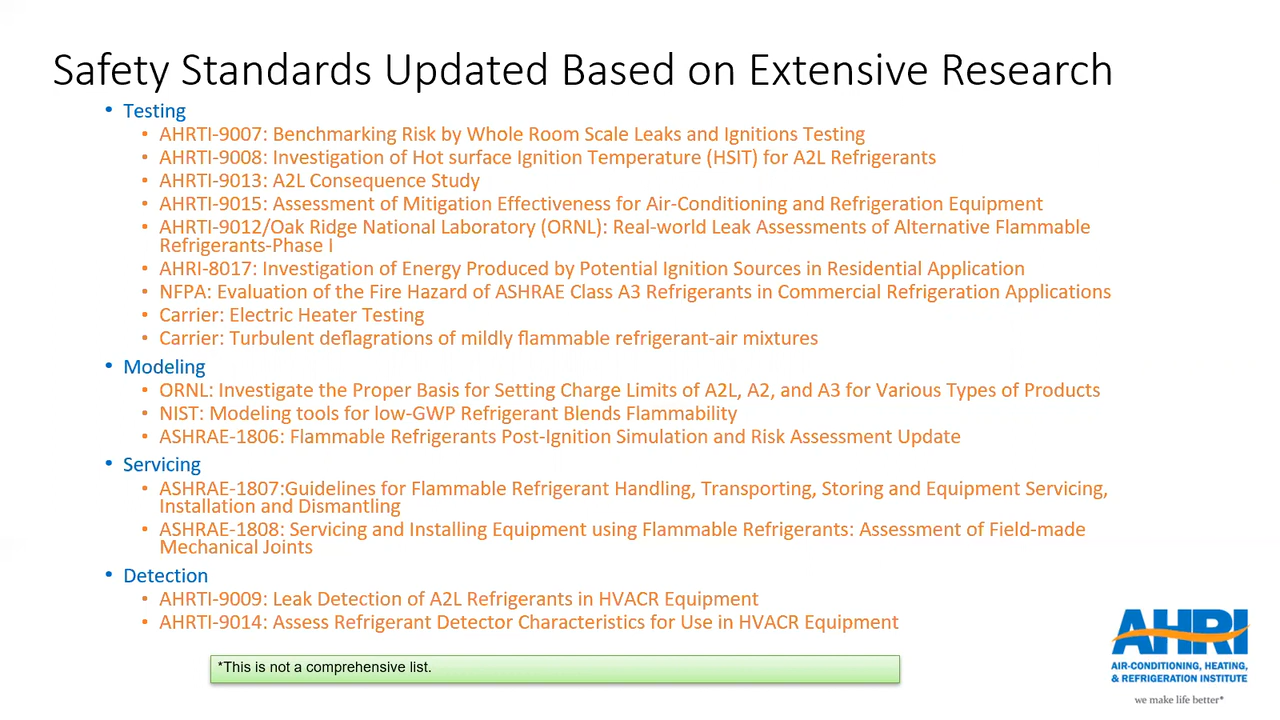 Safety Standards Updated Based on Extensive Research
• Testing
• AHRTI-9007: Benchmarking Risk by Whole Room Scale Leaks and Ignitions Testing
• AHRTI-9008: Investigation of Hot surface Ignition Temperature (HSIT) for A2L Refrigerants
• AHRTI-9013: A2L Consequence Study
• AHRTI-9015: Assessment of Mitigation Effectiveness for Air-Conditioning and Refrigeration Equipment
• AHRTI-9012/Oak Ridge National Laboratory (ORNL): Real-world Leak Assessments of Alternative Flammable
Refrigerants-Phase I
• AHRI-8017: Investigation of Energy Produced by Potential Ignition Sources in Residential Application
• NFPA: Evaluation of the Fire Hazard of ASHRAE Class A3 Refrigerants in Commercial Refrigeration Applications
• Carrier: Electric Heater Testing
• Carrier: Turbulent deflagrations of mildly flammable refrigerant-air mixtures
• Modeling
• ORNL: Investigate the Proper Basis for Setting Charge Limits of A2L, A2, and A3 for Various Types of Products
• NIST: Modeling tools for low-GWP Refrigerant Blends Flammability
• ASHRAE-1806: Flammable Refrigerants Post-Ignition Simulation and Risk Assessment Update
• Servicing
• ASHRAE-1807:Guidelines for Flammable Refrigerant Handling, Transporting, Storing and Equipment Servicing,
Installation and Dismantling
• ASHRAE-1808: Servicing and Installing Equipment using Flammable Refrigerants: Assessment of Field-made
Mechanical Joints
• Detection
• AHRTI-9009: Leak Detection of A2L Refrigerants in HVACR Equipment
• AHRTI-9014: Assess Refrigerant Detector Characteristics for Use in HVACR Equipment
*This is not a comprehensive list.
AHRI
AIR-CONDITIONING, HEATING,
& REFRIGERATION INSTITUTE
we make life better*